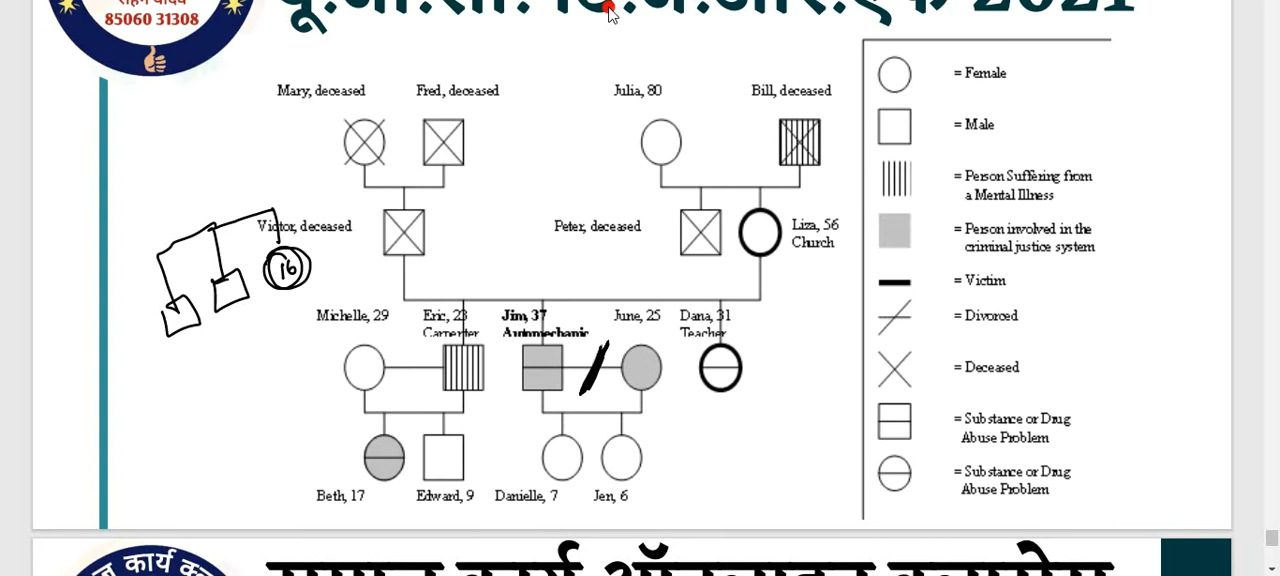 85060 31308
यू.जी.सी. जे.आर.एफ 2021
Mary, deceased
Fred, deceased
Julia, 80
Bill, deceased
Victor, deceased
Peter, deceased
Liza, 56
Church
16
Michelle, 29
Eric, 23
Carpenter
Jim, 37
Automechanic
June, 25
Dana, 31
Teacher
Beth, 17
Edward, 9
Danielle, 7
Jen, 6
= Female
= Male
= Person Suffering from
a Mental Illness
= Person involved in the
criminal justice system
= Victim
= Divorced
= Deceased
= Substance or Drug
Abuse Problem
= Substance or Drug
Abuse Problem